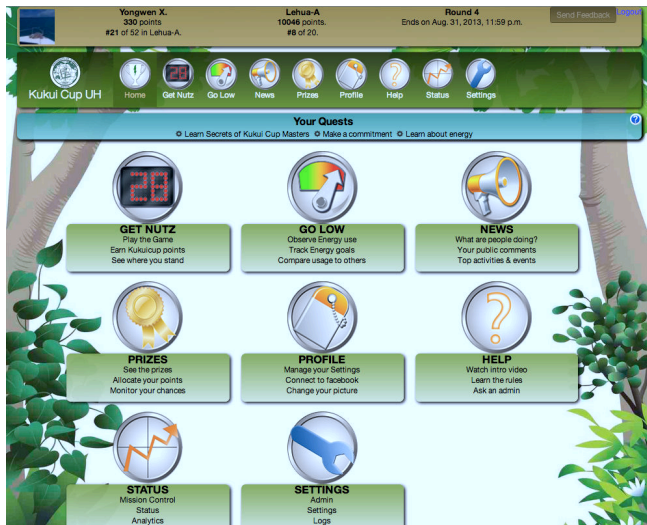 Yongwen X.
330 points
#21 of 52 in Lehua-A.
Lehua-A
10046 points.
#8 of 20.
Round 4
Ends on Aug. 31, 2013, 11:59 p.m.
Send Feedback
Logout
Kukui Cup UH
Home
Get Nutz
Go Low
News
Prizes
Profile
Help
Status
Settings
Your Quests
Learn Secrets of Kukui Cup Masters Make a commitment Learn about energy
?
28
GET NUTZ
Play the Game
Earn Kukuicup points
See where you stand
GO LOW
Observe Energy use
Track Energy goals
Compare usage to others
NEWS
What are people doing?
Your public comments
Top activities & events
PRIZES
See the prizes
Allocate your points
Monitor your chances
PROFILE
Manage your Settings
Connect to facebook
Change your picture
?
HELP
Watch intro video
Learn the rules
Ask an admin
STATUS
Mission Control
Status
Analytics
SETTINGS
Admin
Settings
Logs